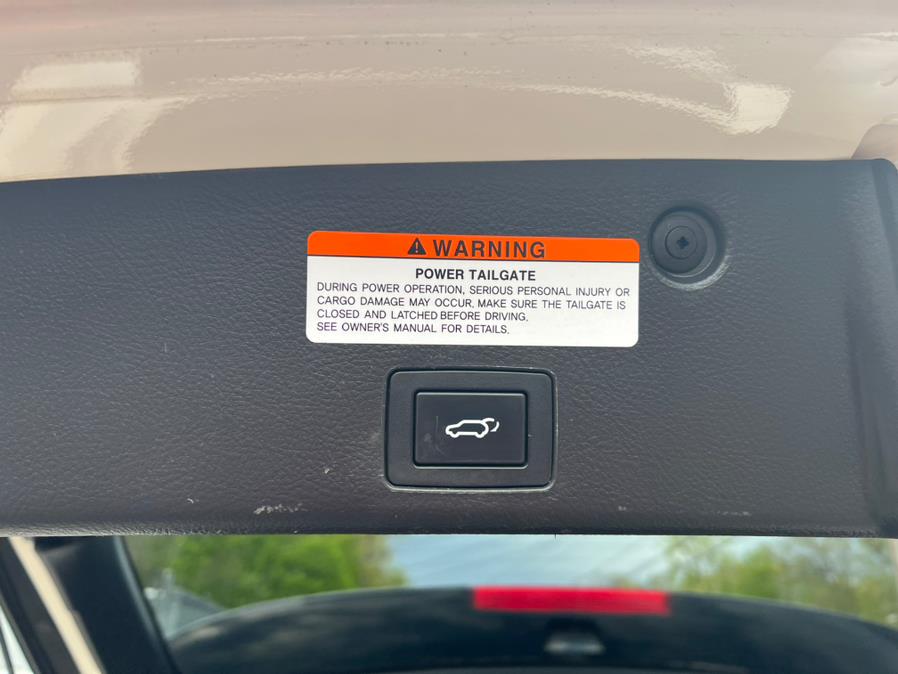 WARNING
POWER TAILGATE
DURING POWER OPERATION, SERIOUS PERSONAL INJURY OR
CARGO DAMAGE MAY OCCUR. MAKE SURE THE TAILGATE IS
CLOSED AND LATCHED BEFORE DRIVING.
SEE OWNER'S MANUAL FOR DETAILS.